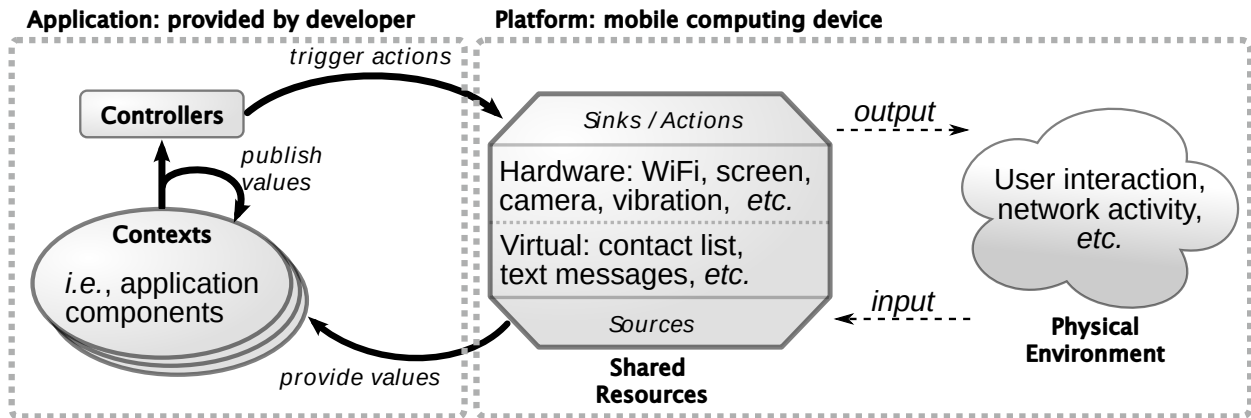 Application: provided by developer
Platform: mobile computing device
trigger actions
Controllers
publish
values
Contexts
i.e., application
components
provide values
Sinks / Actions
Hardware: WiFi, screen,
camera, vibration, etc.
Virtual: contact list,
text messages, etc.
Sources
Shared
Resources
output
User interaction,
network activity,
etc.
input
Physical
Environment